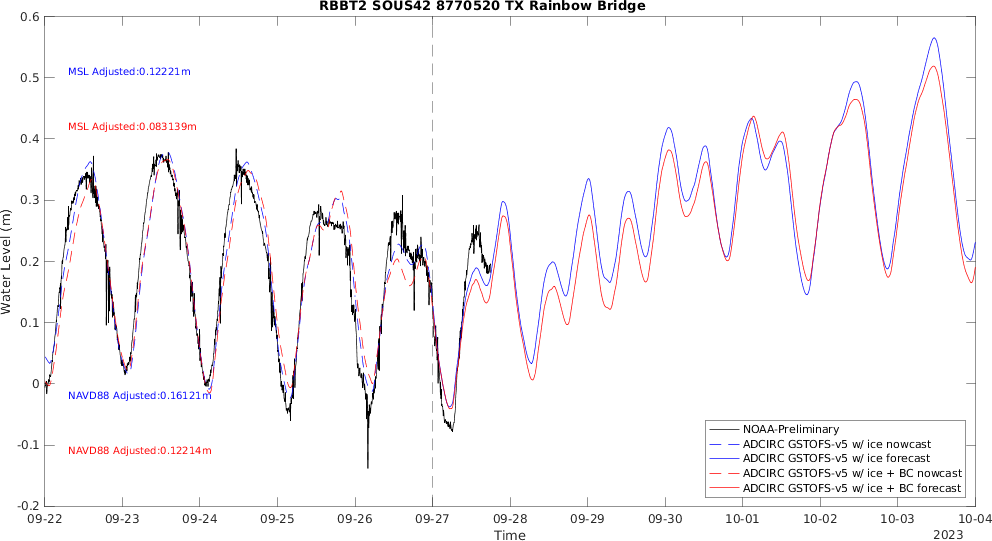 RBBT2 SOUS42 8770520 TX Rainbow Bridge
0.6
0.5
0.4
0.3
0.2
0.1
0
-0.1
-0.2
Water Level (m)
MSL Adjusted:0.12221m
MSL Adjusted:0.083139m
NAVD88 Adjusted:0.16121m
NAVD88 Adjusted:0.12214m
NOAA-Preliminary
ADCIRC GSTOFS-v5 w/ ice nowcast
ADCIRC GSTOFS-v5 w/ ice forecast
ADCIRC GSTOFS-v5 w/ ice + BC nowcast
ADCIRC GSTOFS-v5 w/ ice + BC forecast
09-22 09-23 09-24 09-25 09-26 09-27 09-28 09-29 09-30 10-01 10-02 10-03 10-04
Time
2023